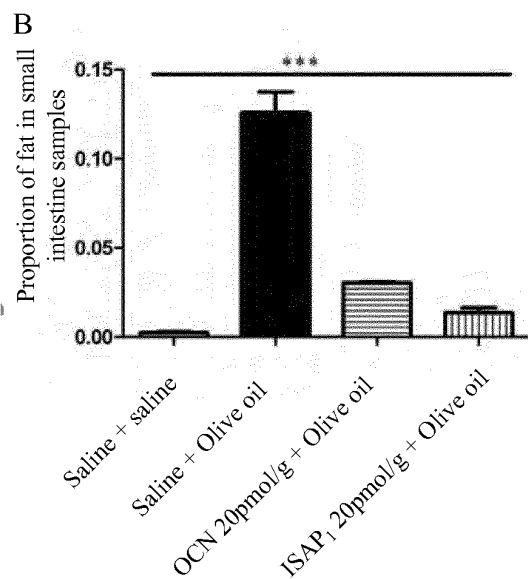 B
***
Proportion of fat in small
intestine samples
0.15
0.10
0.05
0.00
Saline + saline
Saline + Olive oil
OCN 20pmol/g + Olive oil
ISAP₁ 20pmol/g + Olive oil